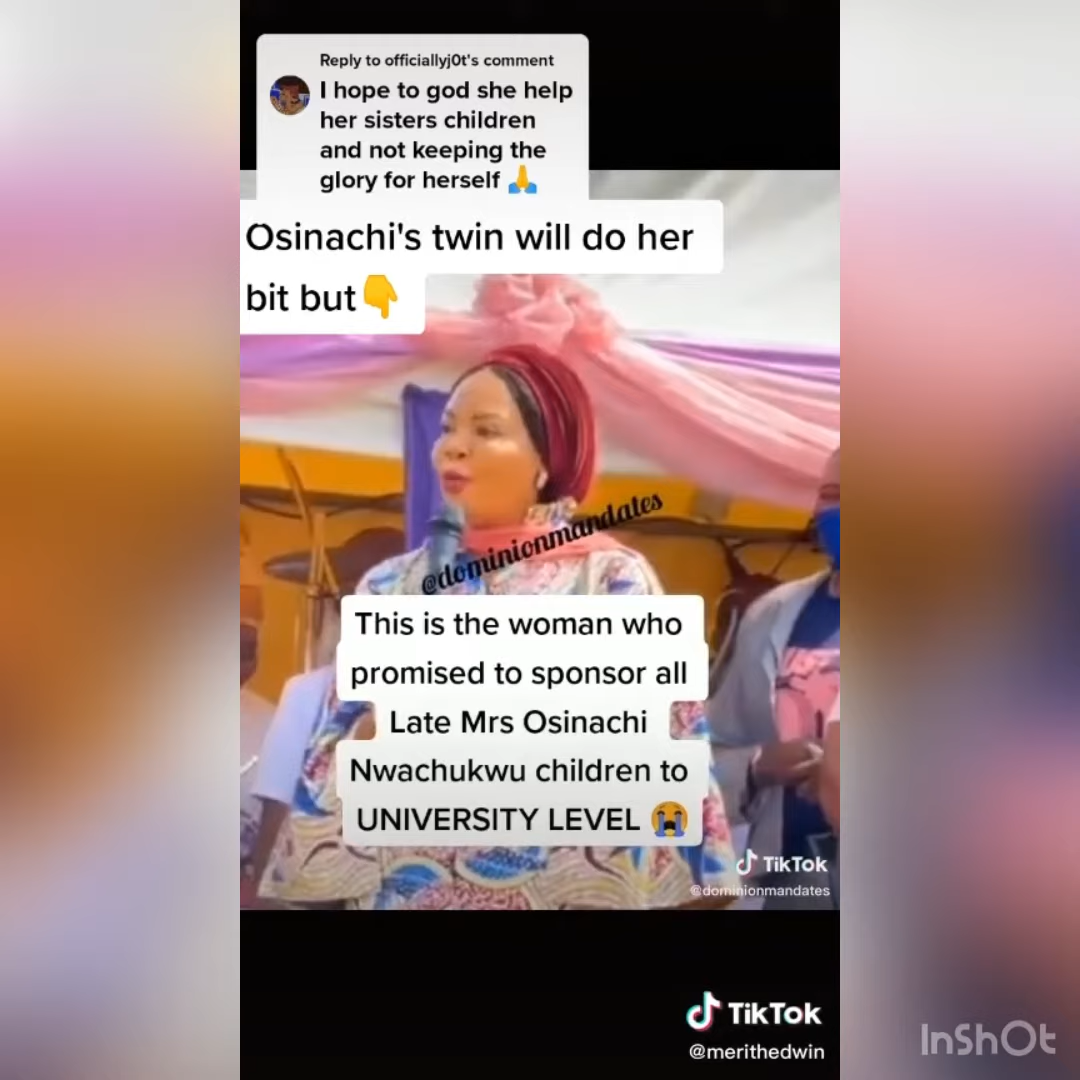 Reply to officiallyj0t's comment
I hope to god she help
her sisters children
and not keeping the
glory for herself 🙏
Osinachi's twin will do her
bit but👇
@dominionmandates
This is the woman who
promised to sponsor all
Late Mrs Osinachi
Nwachukwu children to
UNIVERSITY LEVEL 😭
TikTok
@dominionmandates
TikTok
@merithedwin
InShOt